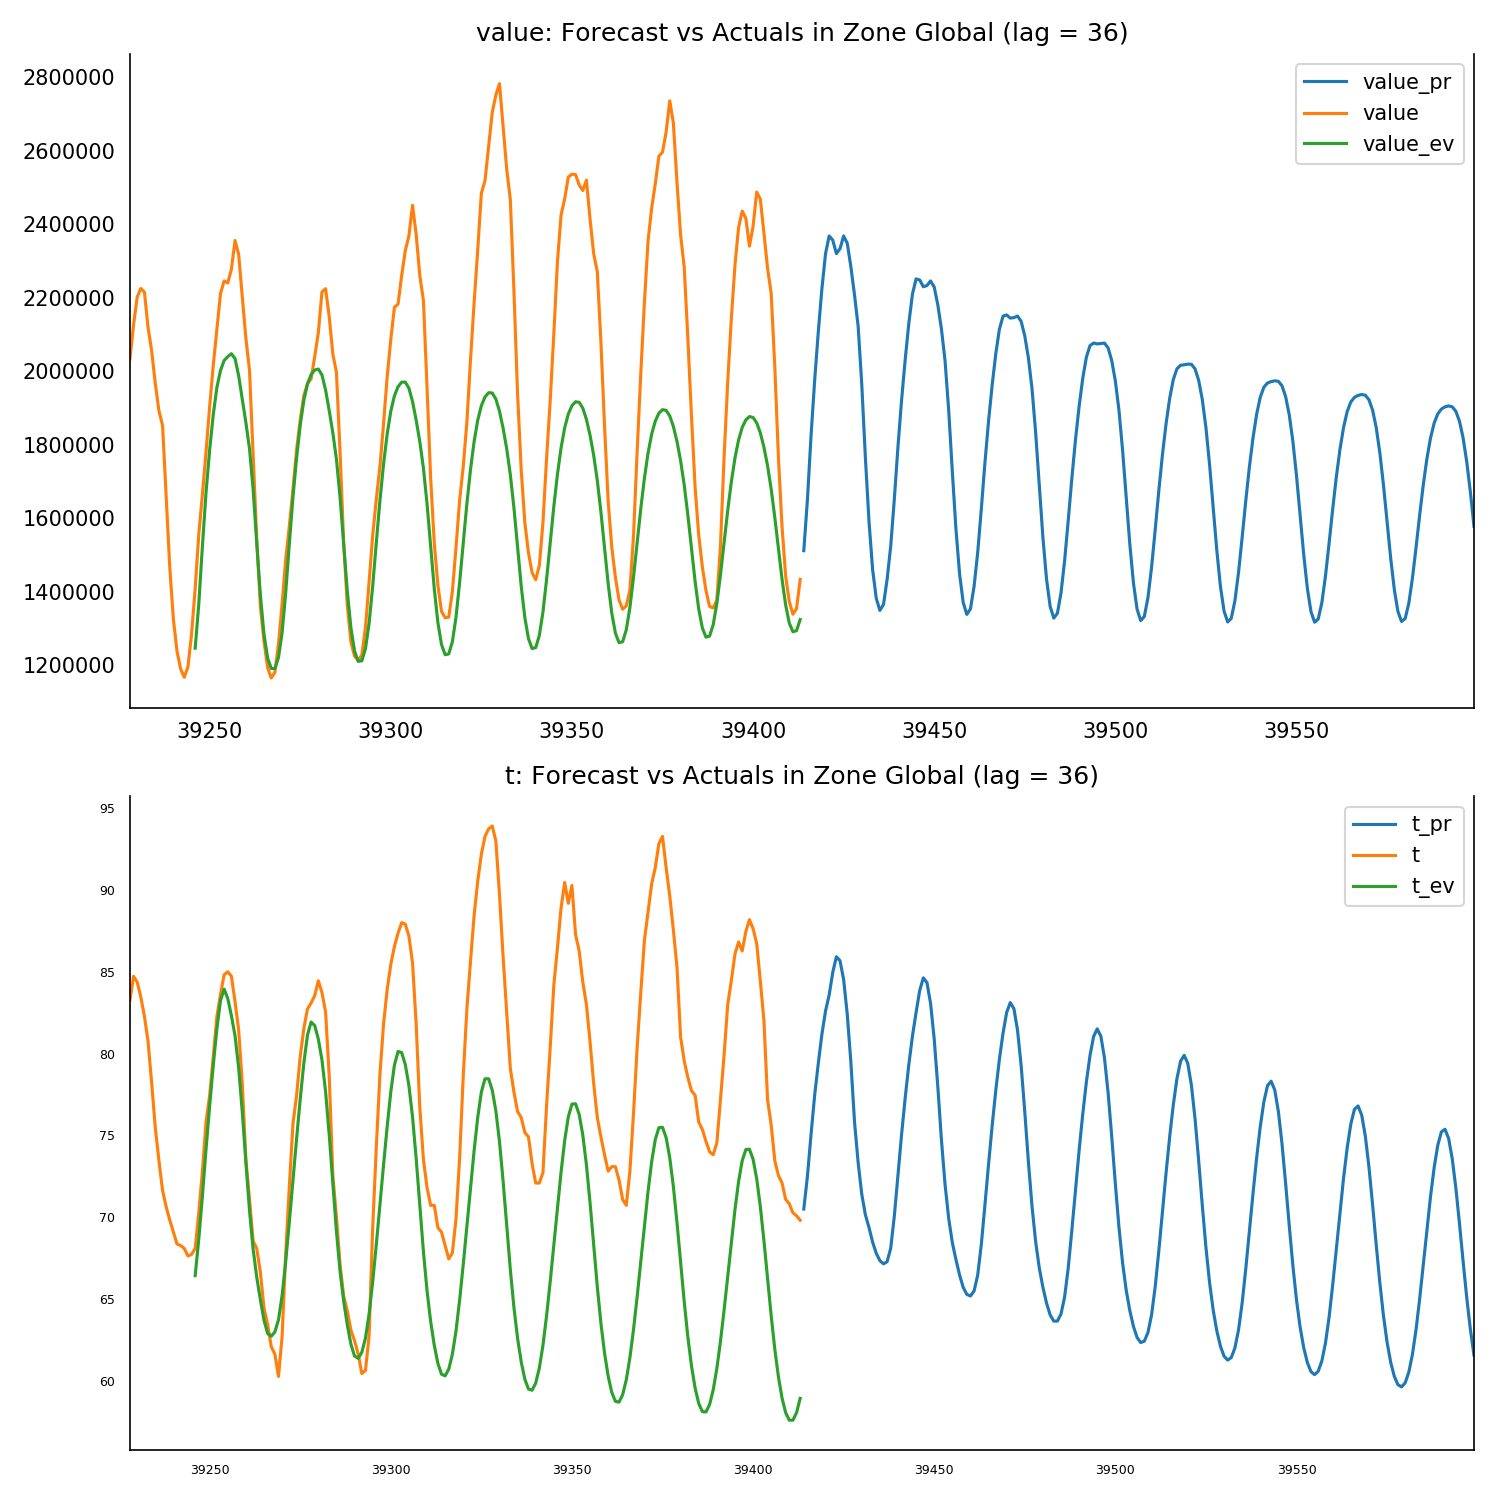 value: Forecast vs Actuals in Zone Global (lag = 36)
2800000
2600000
2400000
2200000
2000000
1800000
1600000
1400000
1200000
value_pr
value
value_ev
39250 39300 39350 39400 39450 39500 39550
t: Forecast vs Actuals in Zone Global (lag = 36)
95
90
85
80
75
70
65
60
t_pr
t
t_ev
39250 39300 39350 39400 39450 39500 39550